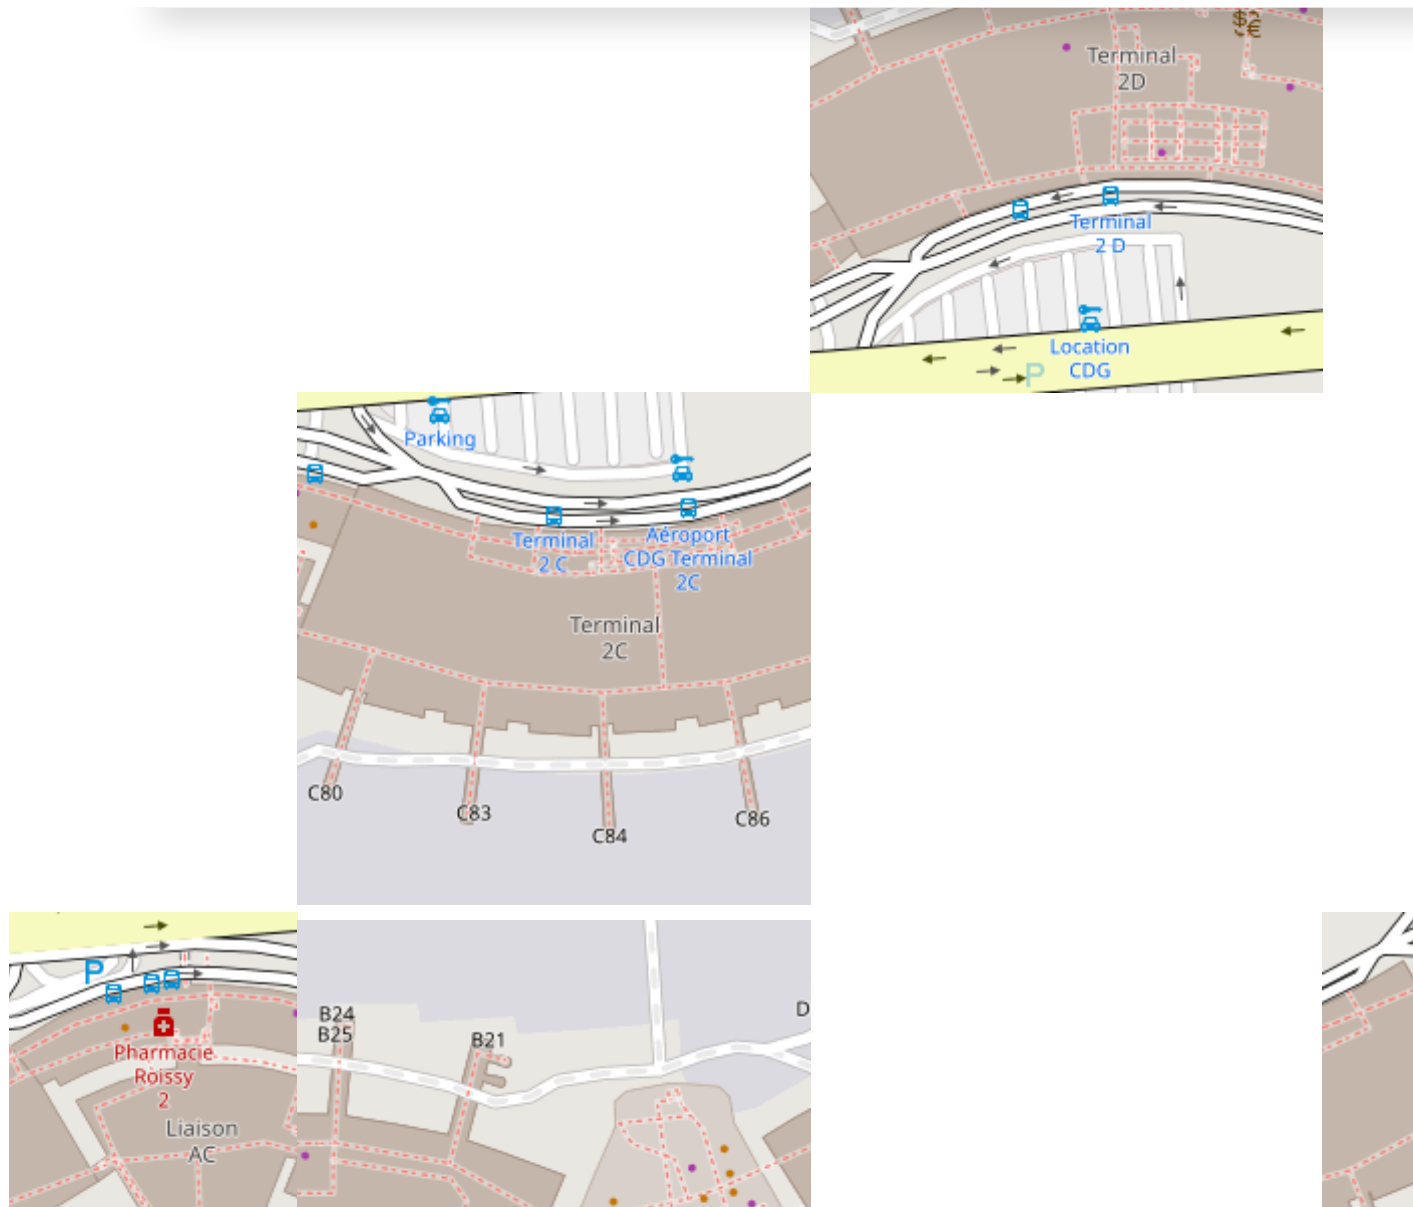 Terminal
2D
Terminal
2 D
P
Location
CDG
Parking
Terminal
2 C
Aéroport
CDG Terminal
2C
Terminal
2C
C80
C83
C84
C86
P
Pharmacie
Roissy
2
Liaison
AC
B24
B25
B21
D